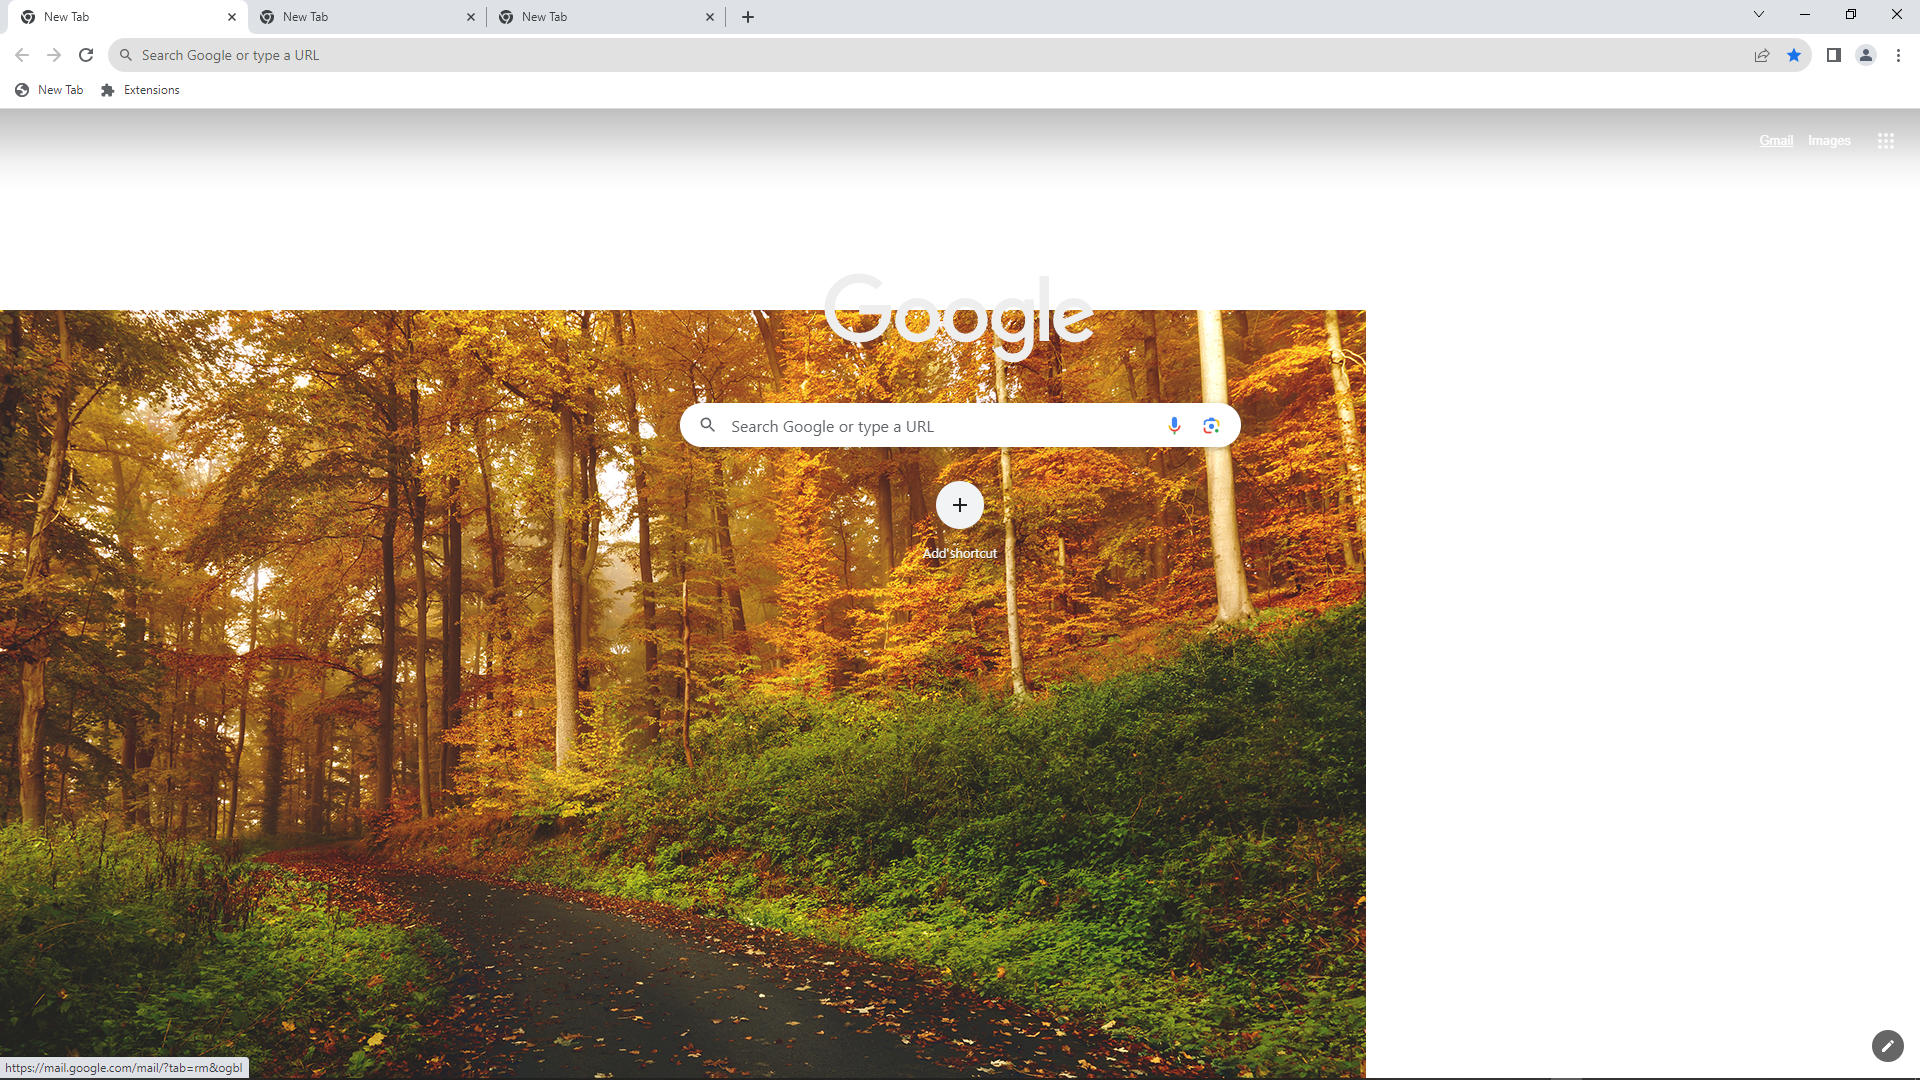 New Tab
New Tab
New Tab
Search Google or type a URL
New Tab
Extensions
Gmail
Images
Google
Search Google or type a URL
Add shortcut
https://mail.google.com/mail/?tab=rm&ogbl